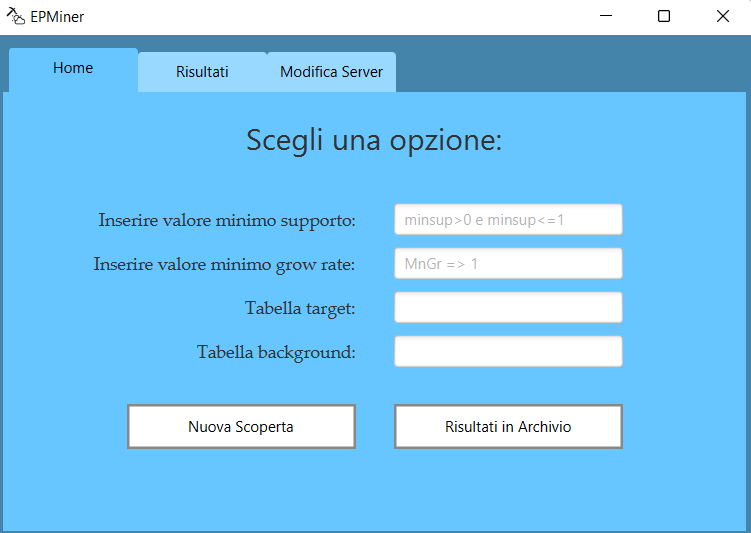 EPMiner
Home Risultati Modifica Server
Scegli una opzione:
Inserire valore minimo supporto: minsup>0 e minsup<=1
Inserire valore minimo grow rate: MnGr => 1
Tabella target:
Tabella background:
Nuova Scoperta Risultati in Archivio